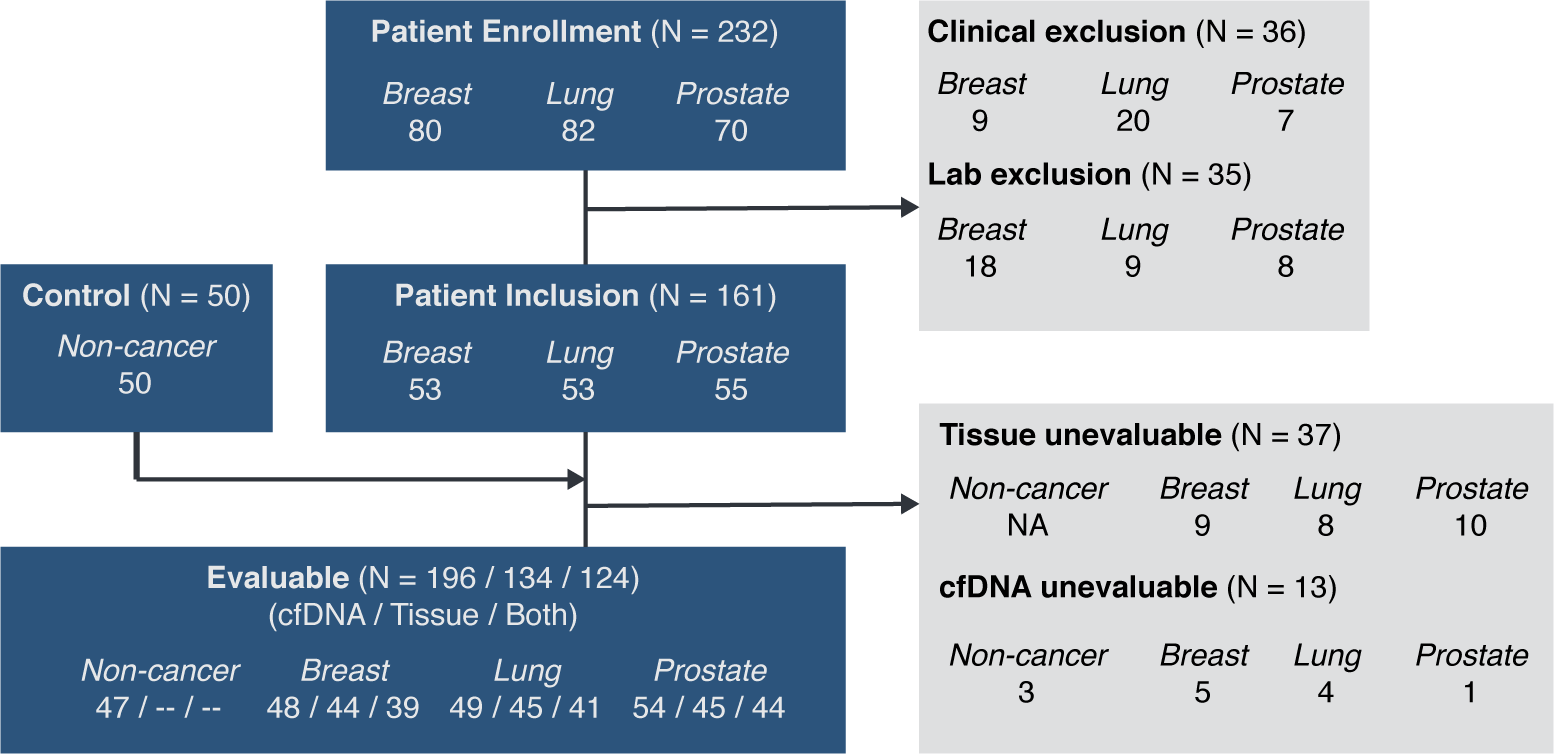 Patient Enrollment (N = 232)
Breast Lung Prostate
80 82 70
Clinical exclusion (N = 36)
Breast Lung Prostate
9 20 7
Lab exclusion (N = 35)
Breast Lung Prostate
18 9 8
Control (N = 50)
Non-cancer
50
Patient Inclusion (N = 161)
Breast Lung Prostate
53 53 55
Tissue unevaluable (N = 37)
Non-cancer Breast Lung Prostate
NA 9 8 10
cfDNA unevaluable (N = 13)
Non-cancer Breast Lung Prostate
3 5 4 1
Evaluable (N = 196 / 134 / 124)
(cfDNA / Tissue / Both)
Non-cancer Breast Lung Prostate
47 / -- / -- 48 / 44 / 39 49 / 45 / 41 54 / 45 / 44